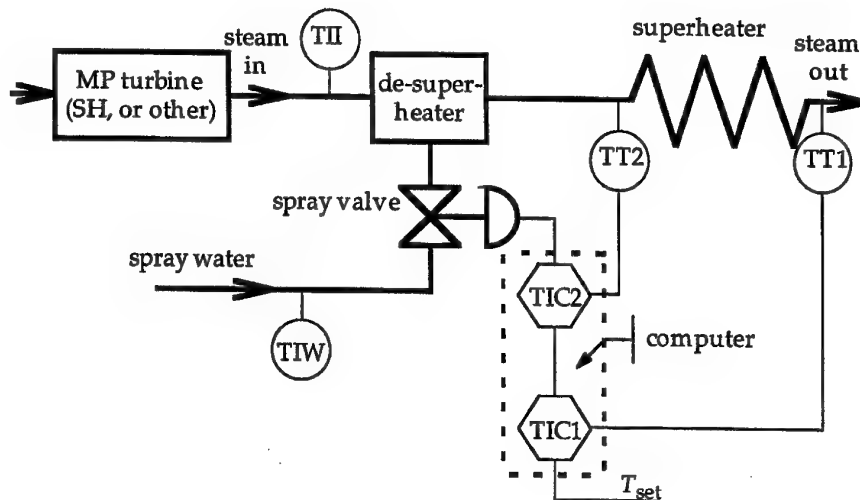 steam
in
TII
superheater
steam
out
MP turbine
(SH, or other)
de-super-
heater
TT2
TT1
spray valve
spray water
TIC2
TIW
computer
TIC1
Tset